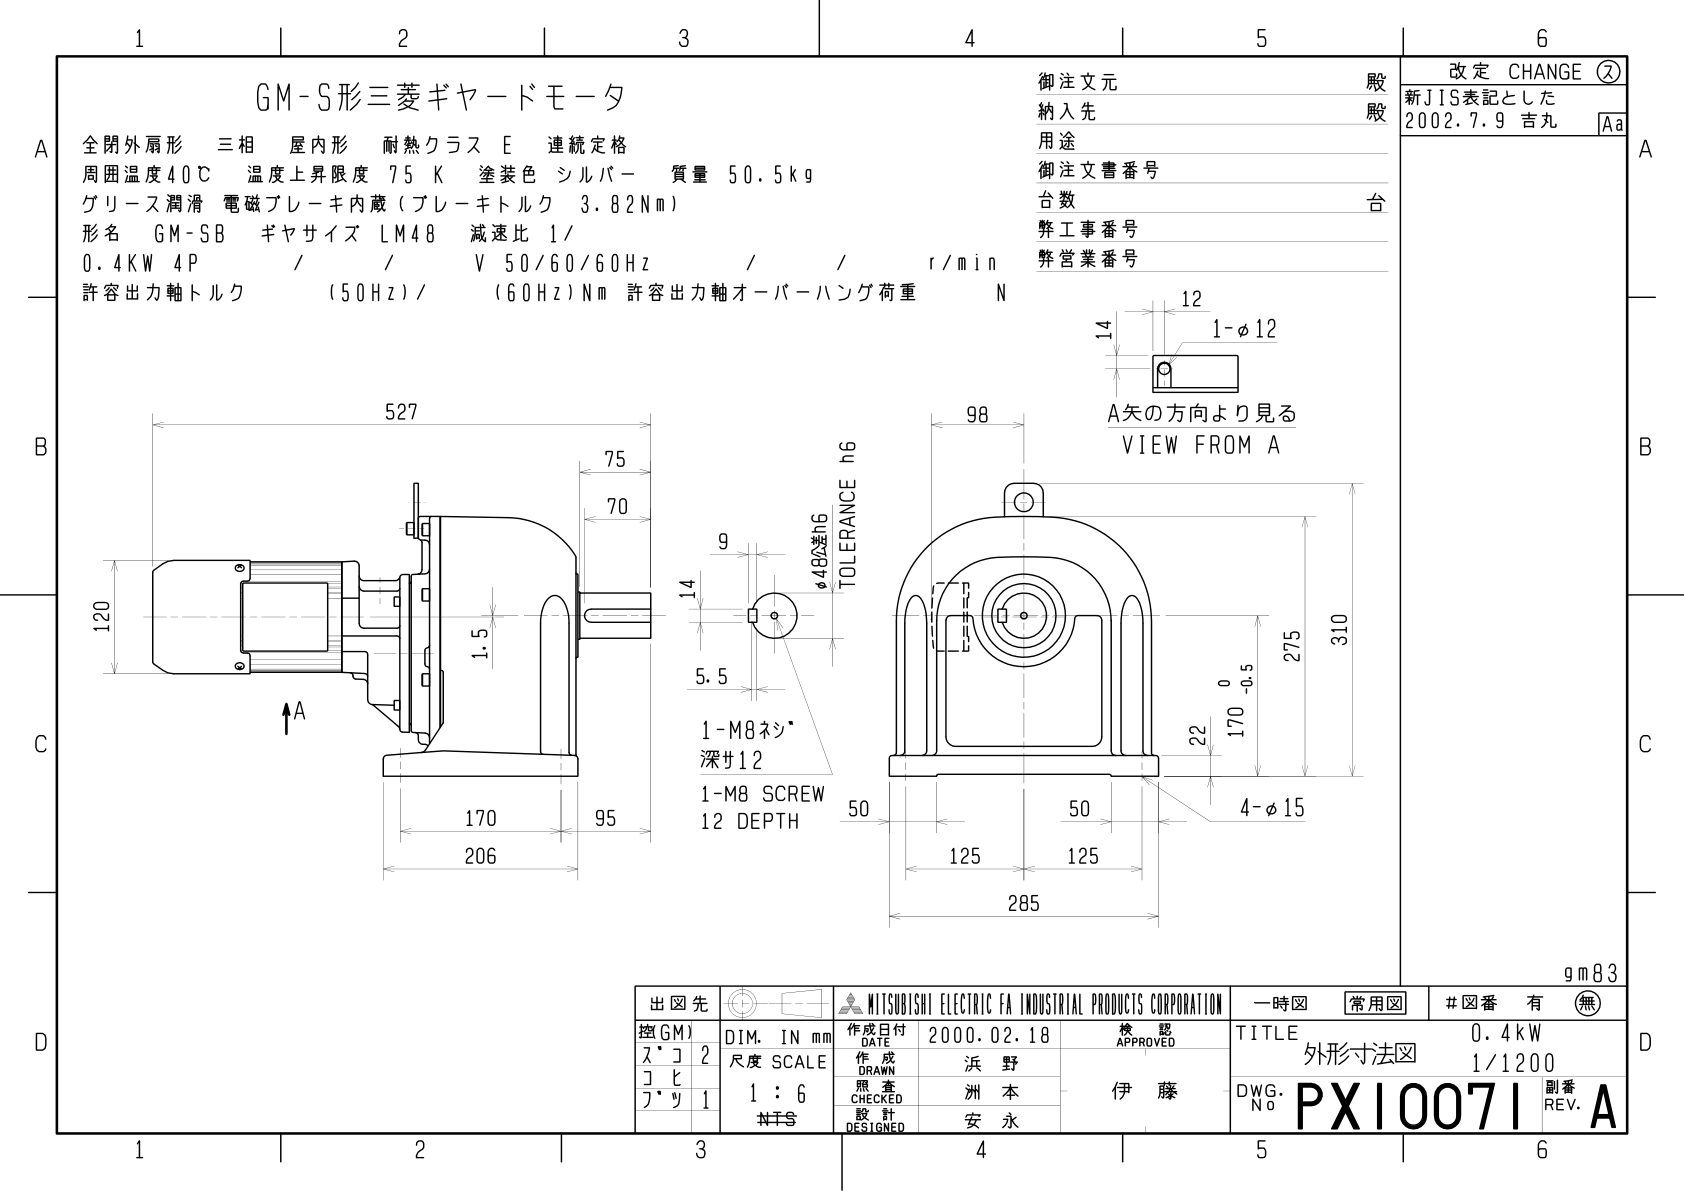 1 2 3 4 5 6
A
B
C
D
GM-S形三菱ギヤードモータ
全閉外扇形 三相 屋内形 耐熱クラス E 連続定格
周囲温度40℃ 温度上昇限度 75 K 塗装色 シルバー 質量 50.5kg
グリース潤滑 電磁ブレーキ内蔵(ブレーキトルク 3.82Nm)
形名 GM-SB ギヤサイズ LM48 減速比 1/
0.4KW 4P / / V 50/60/60Hz / / r/min
許容出力軸トルク (50Hz)/ (60Hz)Nm 許容出力軸オーバーハング荷重 N
御注文元 殿
納入先 殿
用途
御注文書番号
台数 台
弊工事番号
弊営業番号
改定 CHANGE ス
新JIS表記とした
2002.7.9 吉丸 Aa
A
B
C
D
12
14
1-φ12
A矢の方向より見る
VIEW FROM A
527
75
70
120
1.5
A
170
95
206
9
14
5.5
φ48公差h6
TOLERANCE h6
1-M8ネジ
深サ12
1-M8 SCREW
12 DEPTH
98
310
275
170 0 -0.5
22
50
50
4-φ15
125
125
285
gm83
出図先
控(GM)
ズコ 2
コヒ
ブツ 1
DIM. IN mm
尺度 SCALE
1 : 6
NTS
MITSUBISHI ELECTRIC FA INDUSTRIAL PRODUCTS CORPORATION
作成日付 DATE 2000.02.18
作成 DRAWN 浜野
照査 CHECKED 洲本
設計 DESIGNED 安永
検認 APPROVED
伊藤
一時図 常用図
#図番 有 無
TITLE 0.4kW
外形寸法図 1/1200
DWG. No PX10071
副番 REV. A
1 2 3 4 5 6